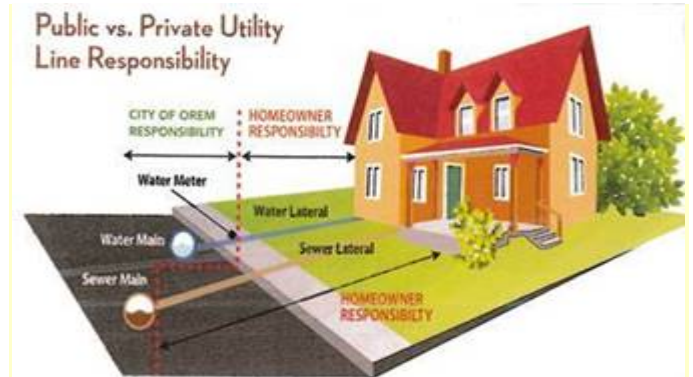 Public vs. Private Utility
Line Responsibility
CITY OF OREM
RESPONSIBILITY
HOMEOWNER
RESPONSIBILTY
Water Meter
Water Lateral
Water Main
Sewer Lateral
Sewer Main
HOMEOWNER
RESPONSIBILTY